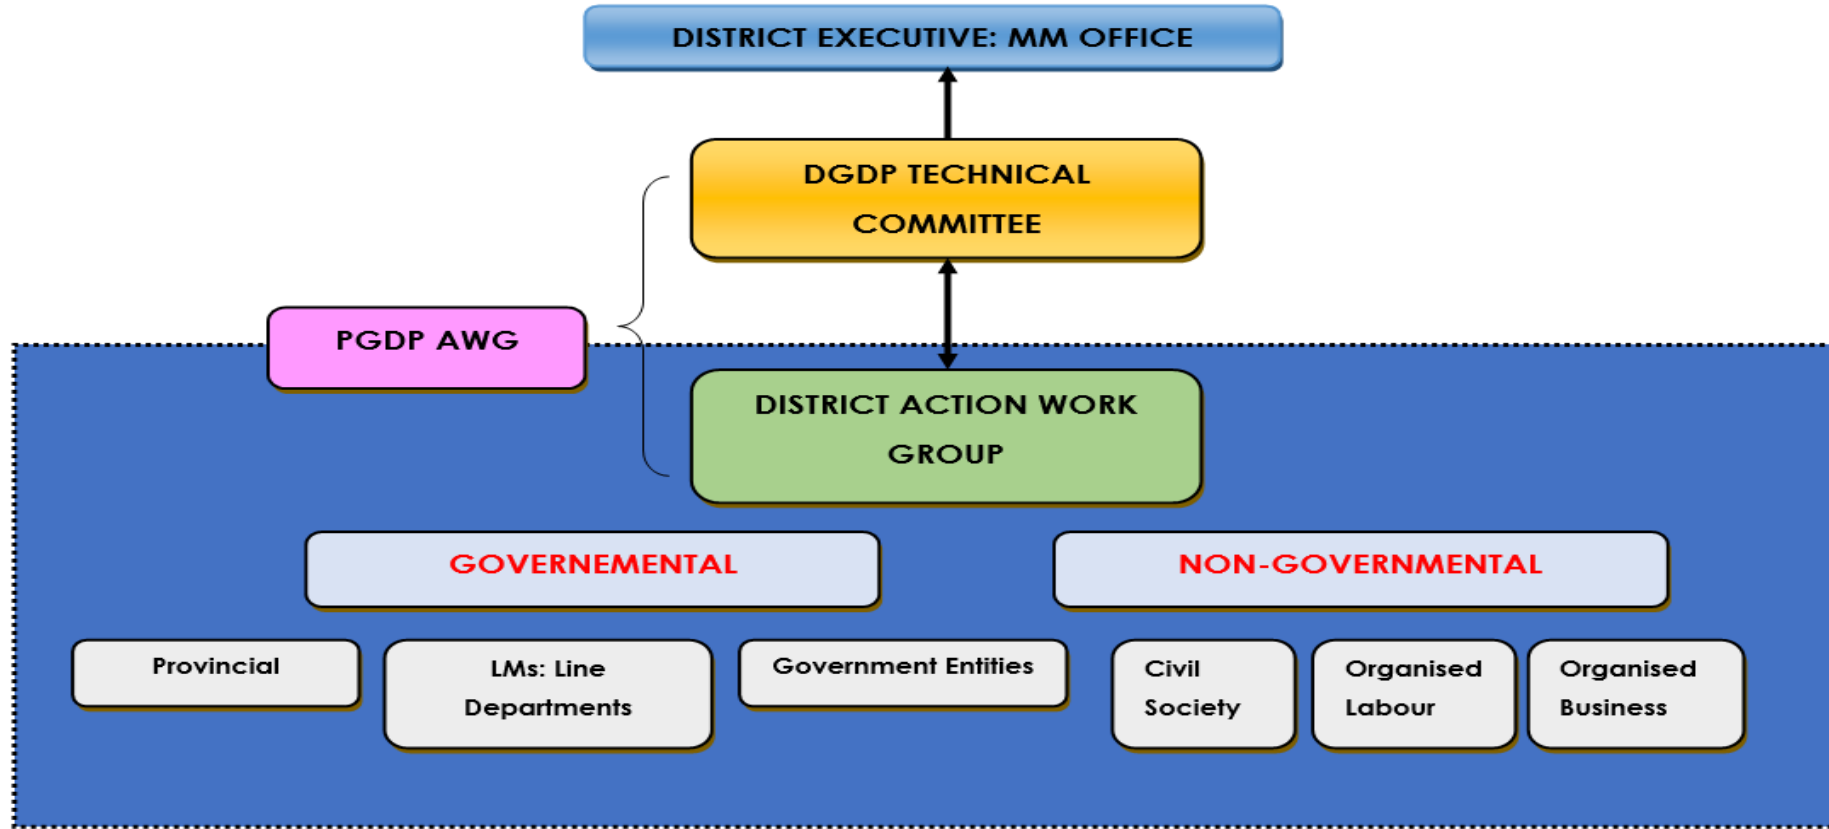 DISTRICT EXECUTIVE: MM OFFICE
DGDP TECHNICAL
COMMITTEE
PGDP AWG
DISTRICT ACTION WORK
GROUP
GOVERNEMENTAL
NON-GOVERNMENTAL
Provincial
LMs: Line
Departments
Government Entities
Civil
Society
Organised
Labour
Organised
Business